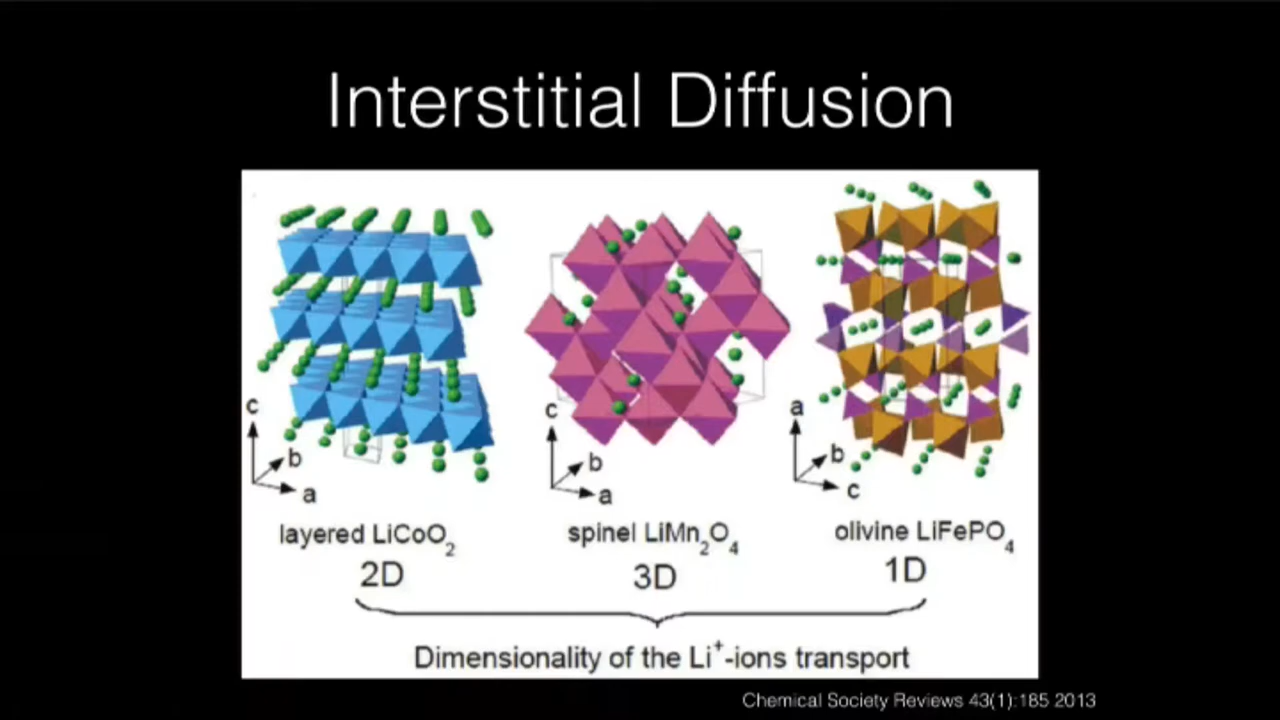 Interstitial Diffusion
c
b
a
layered LiCoO₂
2D
c
b
a
spinel LiMn₂O₄
3D
a
b
c
olivine LiFePO₄
1D
Dimensionality of the Li⁺-ions transport
Chemical Society Reviews 43(1):185 2013